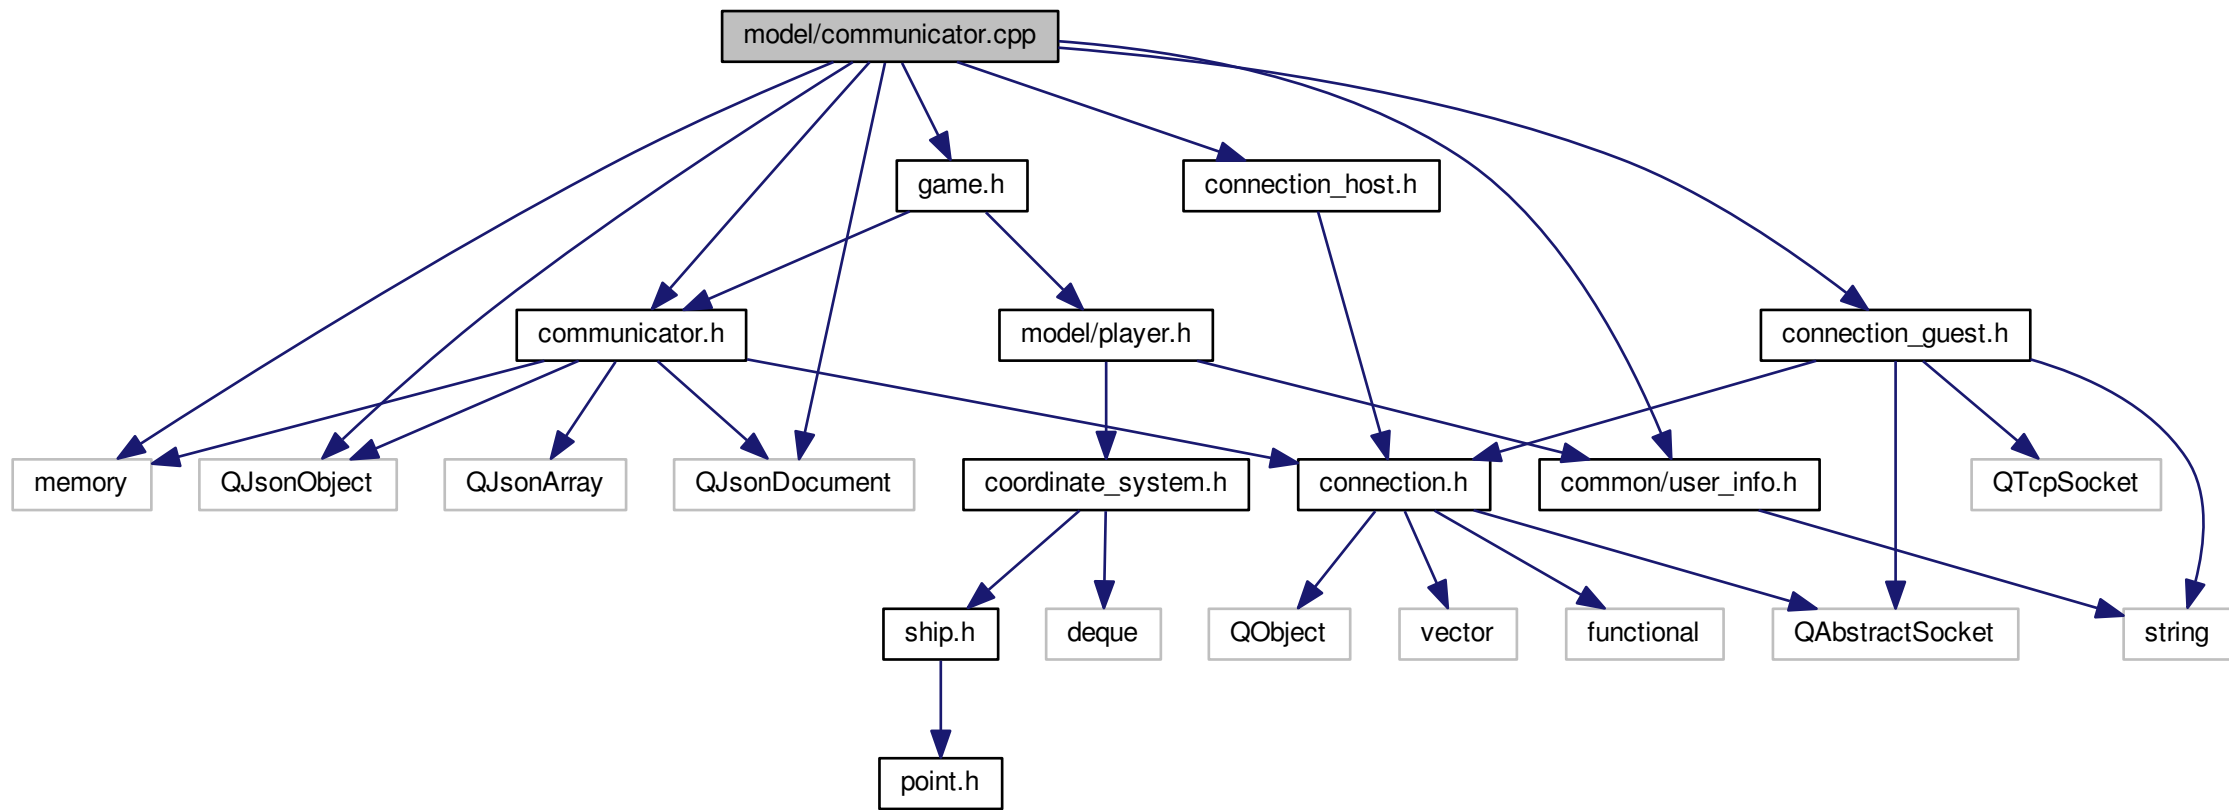 model/communicator.cpp
game.h
connection_host.h
communicator.h
model/player.h
connection_guest.h
memory
QJsonObject
QJsonArray
QJsonDocument
coordinate_system.h
connection.h
common/user_info.h
QTcpSocket
ship.h
deque
QObject
vector
functional
QAbstractSocket
string
point.h